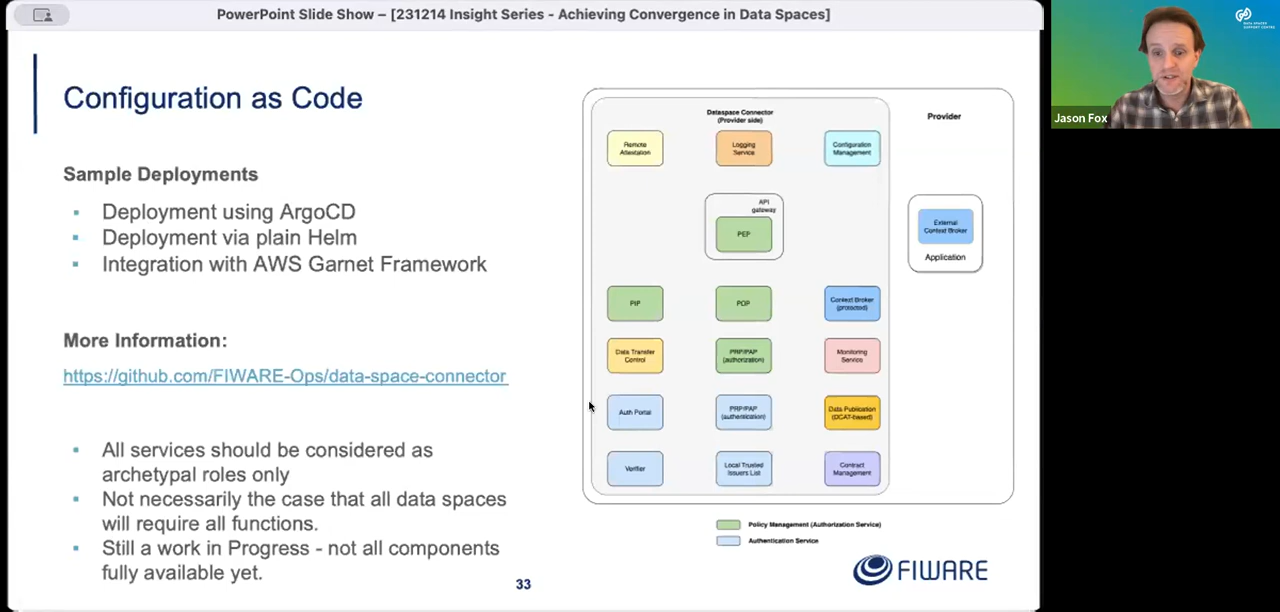 PowerPoint Slide Show – [231214 Insight Series - Achieving Convergence in Data Spaces]
Configuration as Code
Sample Deployments
Deployment using ArgoCD
Deployment via plain Helm
Integration with AWS Garnet Framework
More Information:
https://github.com/FIWARE-Ops/data-space-connector
All services should be considered as
archetypal roles only
Not necessarily the case that all data spaces
will require all functions.
Still a work in Progress - not all components
fully available yet.
33
Dataspace Connector
(Provider side)
Provider
Remote
Attestation
Logging
Service
Configuration
Management
API
gateway
PEP
External
Context Broker
Application
PIP
PDP
Context Broker
(protected)
Data Transfer
Control
PRP/PAP
(authorization)
Monitoring
Service
Auth Portal
PRP/PAP
(authentication)
Data Publication
(DCAT-based)
Verifier
Local Trusted
Issuers List
Contract
Management
Policy Management (Authorization Service)
Authentication Service
FIWARE
DATA SPACES
SUPPORT CENTRE
Jason Fox